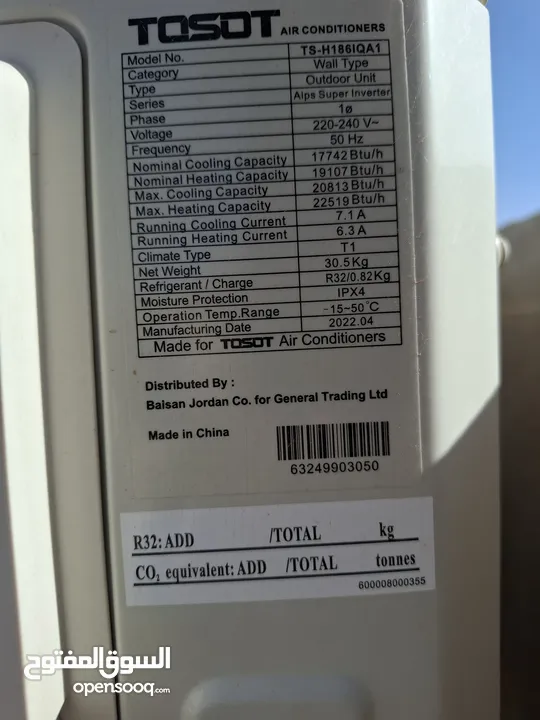 TOSOT AIR CONDITIONERS
Model No. TS-H186IQA1
Category Wall Type
Type Outdoor Unit
Series Alps Super Inverter
Phase 1ø
Voltage 220-240 V~
Frequency 50 Hz
Nominal Cooling Capacity 17742 Btu/h
Nominal Heating Capacity 19107 Btu/h
Max. Cooling Capacity 20813 Btu/h
Max. Heating Capacity 22519 Btu/h
Running Cooling Current 7.1 A
Running Heating Current 6.3 A
Climate Type T1
Net Weight 30.5Kg
Refrigerant / Charge R32/0.82Kg
Moisture Protection IPX4
Operation Temp.Range -15~50°C
Manufacturing Date 2022.04
Made for TOSOT Air Conditioners
Distributed By :
Balsan Jordan Co. for General Trading Ltd
Made in China
63249903050
R32: ADD /TOTAL kg
CO₂ equivalent: ADD /TOTAL tonnes
600008000355
السوق المفتوح
opensooq.com